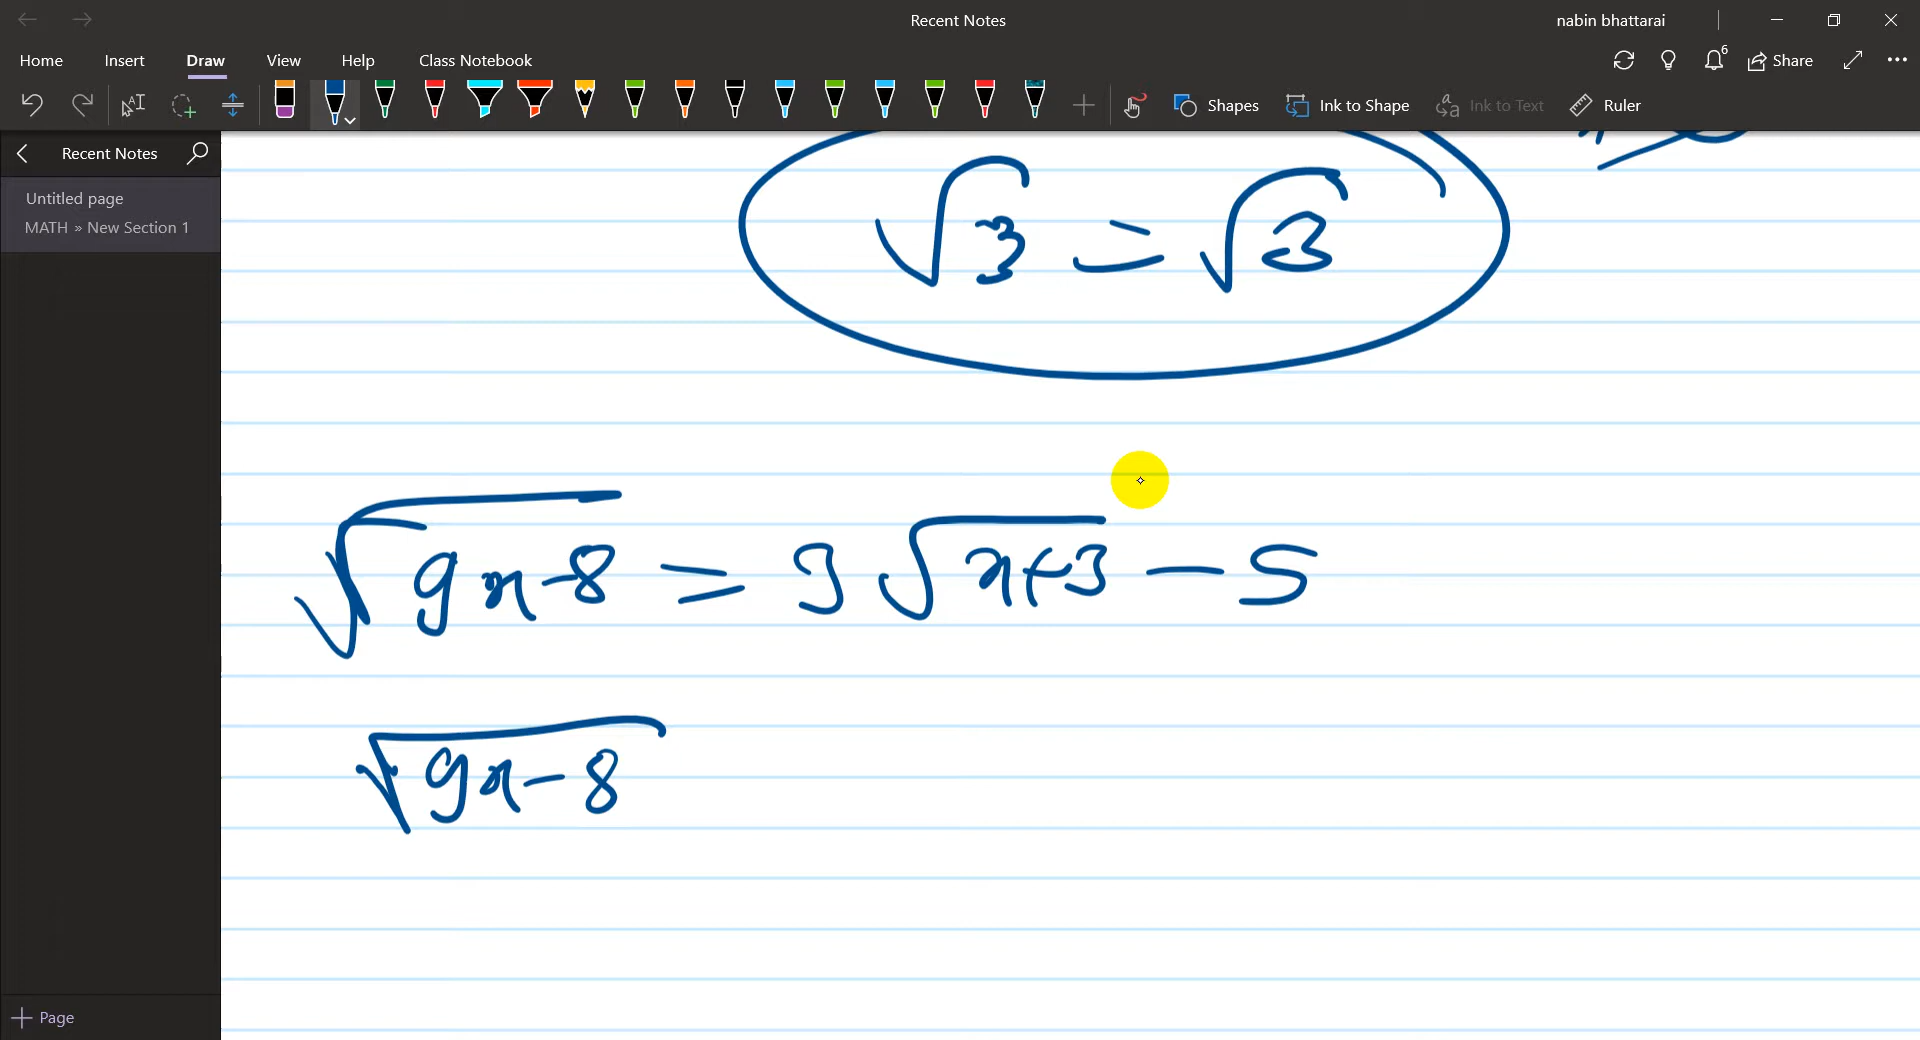 Recent Notes
nabin bhattarai
Home Insert Draw View Help Class Notebook
6
Share
Shapes
Ink to Shape
Ink to Text
Ruler
Recent Notes
Untitled page
MATH » New Section 1
√3 = √3
√9x-8 = 3√x+3 - 5
√9x-8
Page